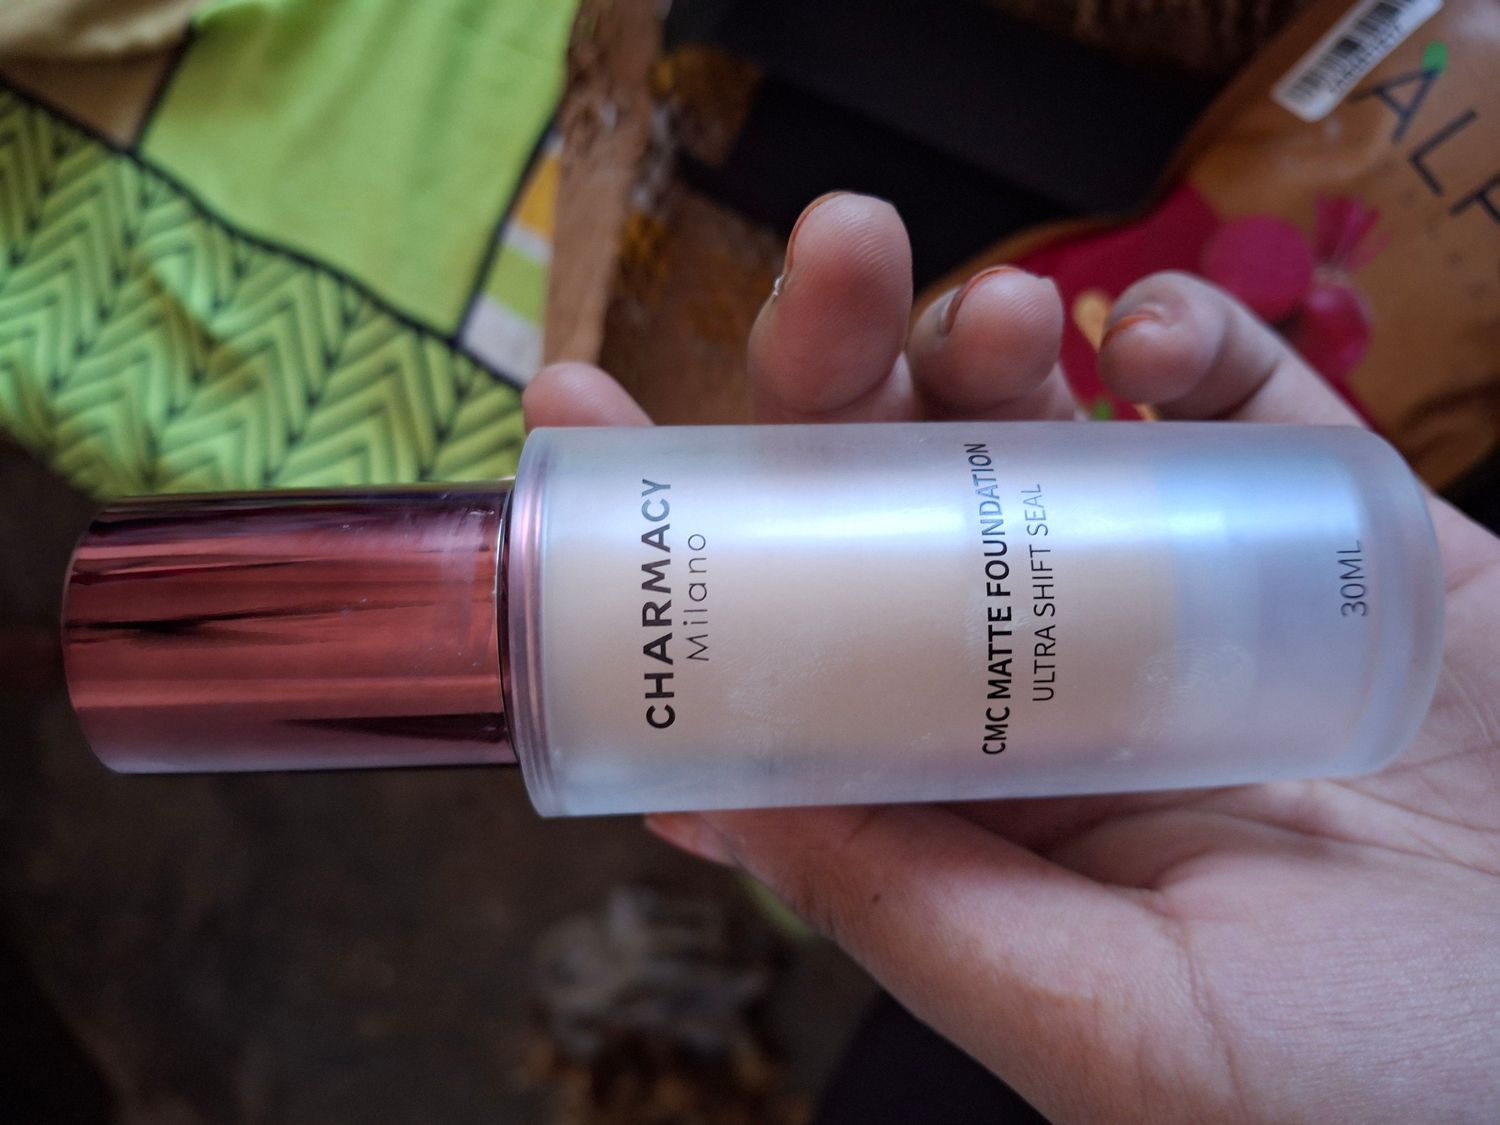 CHARMACY
Milano
CMC MATTE FOUNDATION
ULTRA SHIFT SEAL
30ML